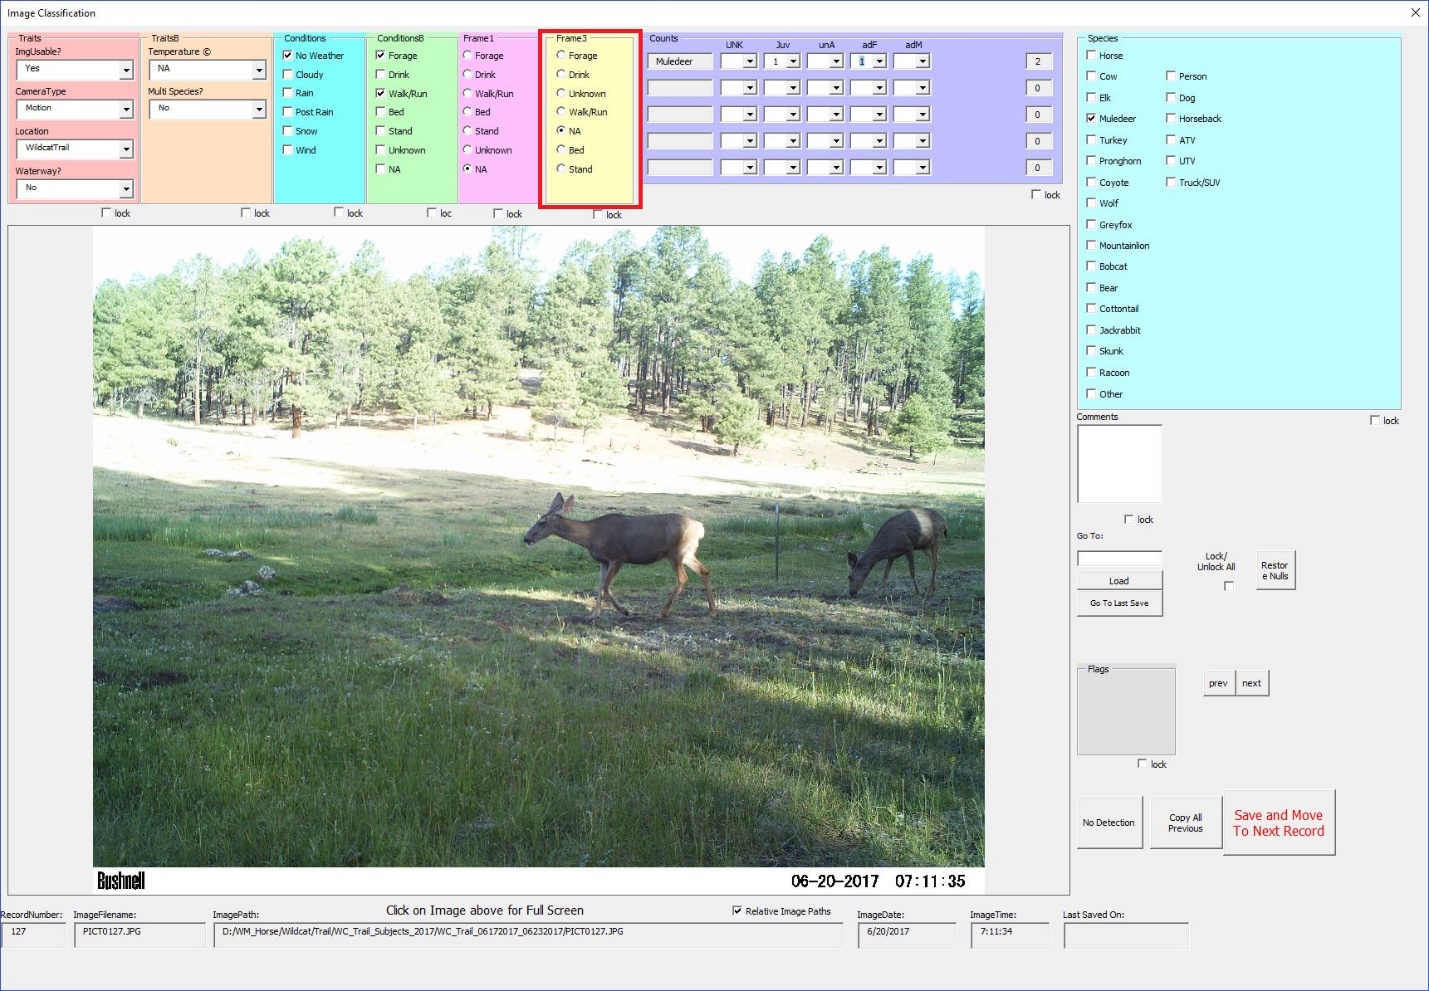 Image Classification
Traits
ImgUsable?
Yes
CameraType
Motion
Location
WildcatTrail
Waterway?
No
lock
TraitsB
Temperature ©
NA
Multi Species?
No
lock
Conditions
No Weather
Cloudy
Rain
Post Rain
Snow
Wind
lock
ConditionsB
Forage
Drink
Walk/Run
Bed
Stand
Unknown
NA
loc
Frame1
Forage
Drink
Walk/Run
Bed
Stand
Unknown
NA
lock
Frame3
Forage
Drink
Unknown
Walk/Run
NA
Bed
Stand
lock
Counts
UNK Juv unA adF adM
Muledeer 1 1 2
0
0
0
0
lock
Species
Horse
Cow
Elk
Muledeer
Turkey
Pronghorn
Coyote
Wolf
Greyfox
Mountainlion
Bobcat
Bear
Cottontail
Jackrabbit
Skunk
Racoon
Other
Person
Dog
Horseback
ATV
UTV
Truck/SUV
lock
Comments
lock
Go To:
Load
Go To Last Save
Lock/
Unlock All
Restor
e Nulls
Flags
lock
prev next
No Detection
Copy All
Previous
Save and Move
To Next Record
Bushnell 06-20-2017 07:11:35
Click on Image above for Full Screen
Relative Image Paths
RecordNumber:
127
ImageFilename:
PICT0127.JPG
ImagePath:
D:/WM_Horse/Wildcat/Trail/WC_Trail_Subjects_2017/WC_Trail_06172017_06232017/PICT0127.JPG
ImageDate:
6/20/2017
ImageTime:
7:11:34
Last Saved On: